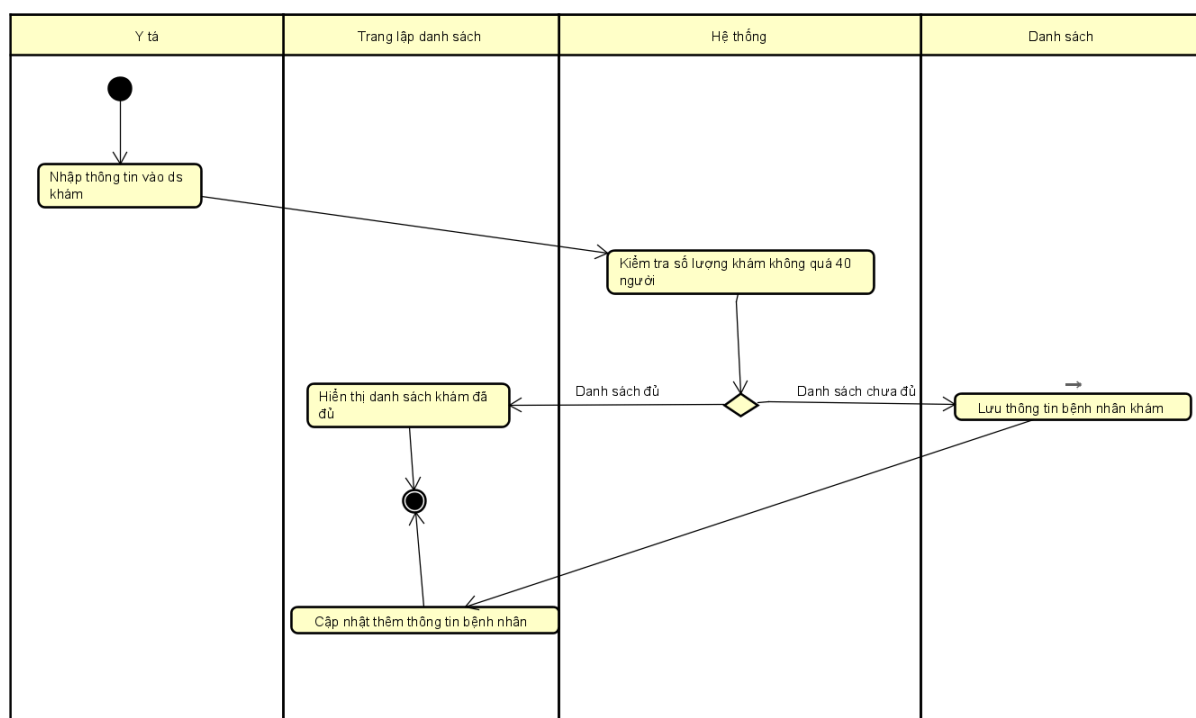 Y tá
Trang lập danh sách
Hệ thống
Danh sách
Nhập thông tin vào ds
khám
Kiểm tra số lượng khám không quá 40
người
Hiển thị danh sách khám đã
đủ
Danh sách đủ
Danh sách chưa đủ
Lưu thông tin bệnh nhân khám
Cập nhật thêm thông tin bệnh nhân